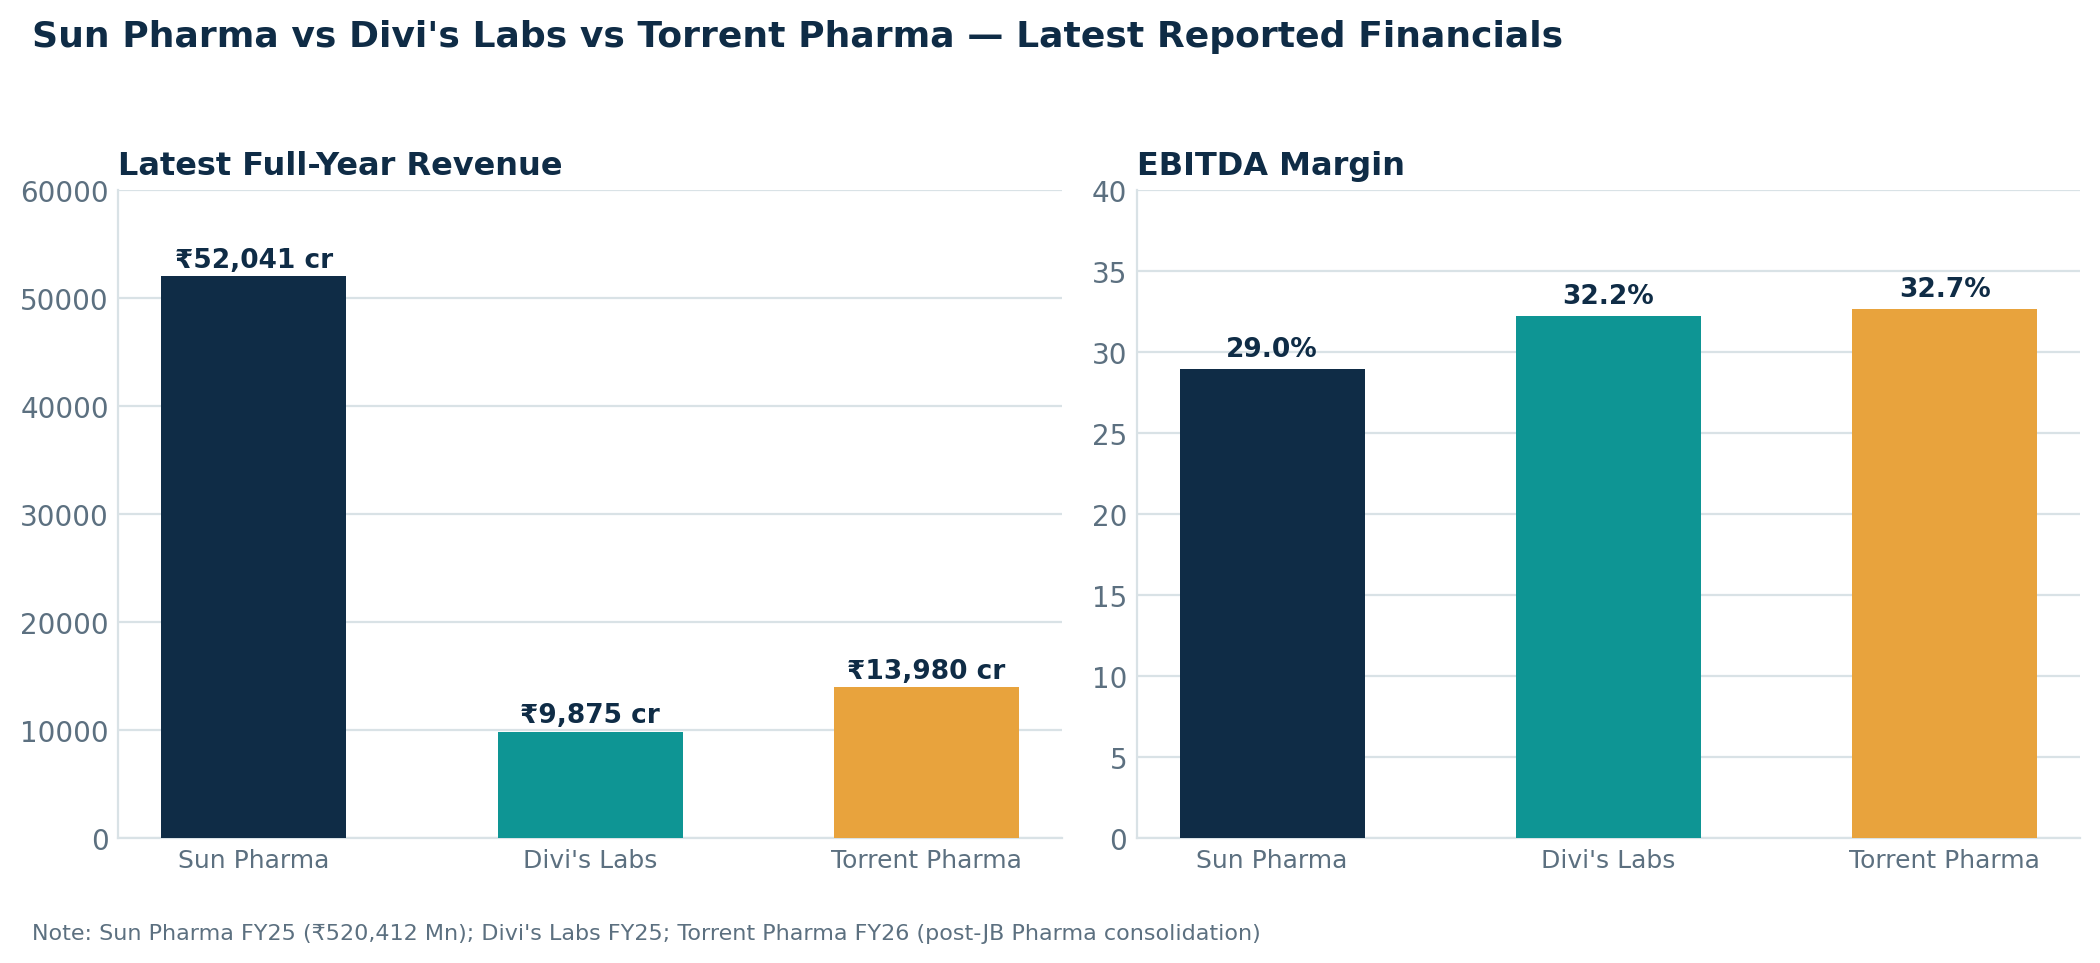 Sun Pharma vs Divi's Labs vs Torrent Pharma — Latest Reported Financials
Latest Full-Year Revenue
60000
50000
40000
30000
20000
10000
0
₹52,041 cr
₹9,875 cr
₹13,980 cr
Sun Pharma
Divi's Labs
Torrent Pharma
EBITDA Margin
40
35
30
25
20
15
10
5
0
29.0%
32.2%
32.7%
Sun Pharma
Divi's Labs
Torrent Pharma
Note: Sun Pharma FY25 (₹520,412 Mn); Divi's Labs FY25; Torrent Pharma FY26 (post-JB Pharma consolidation)